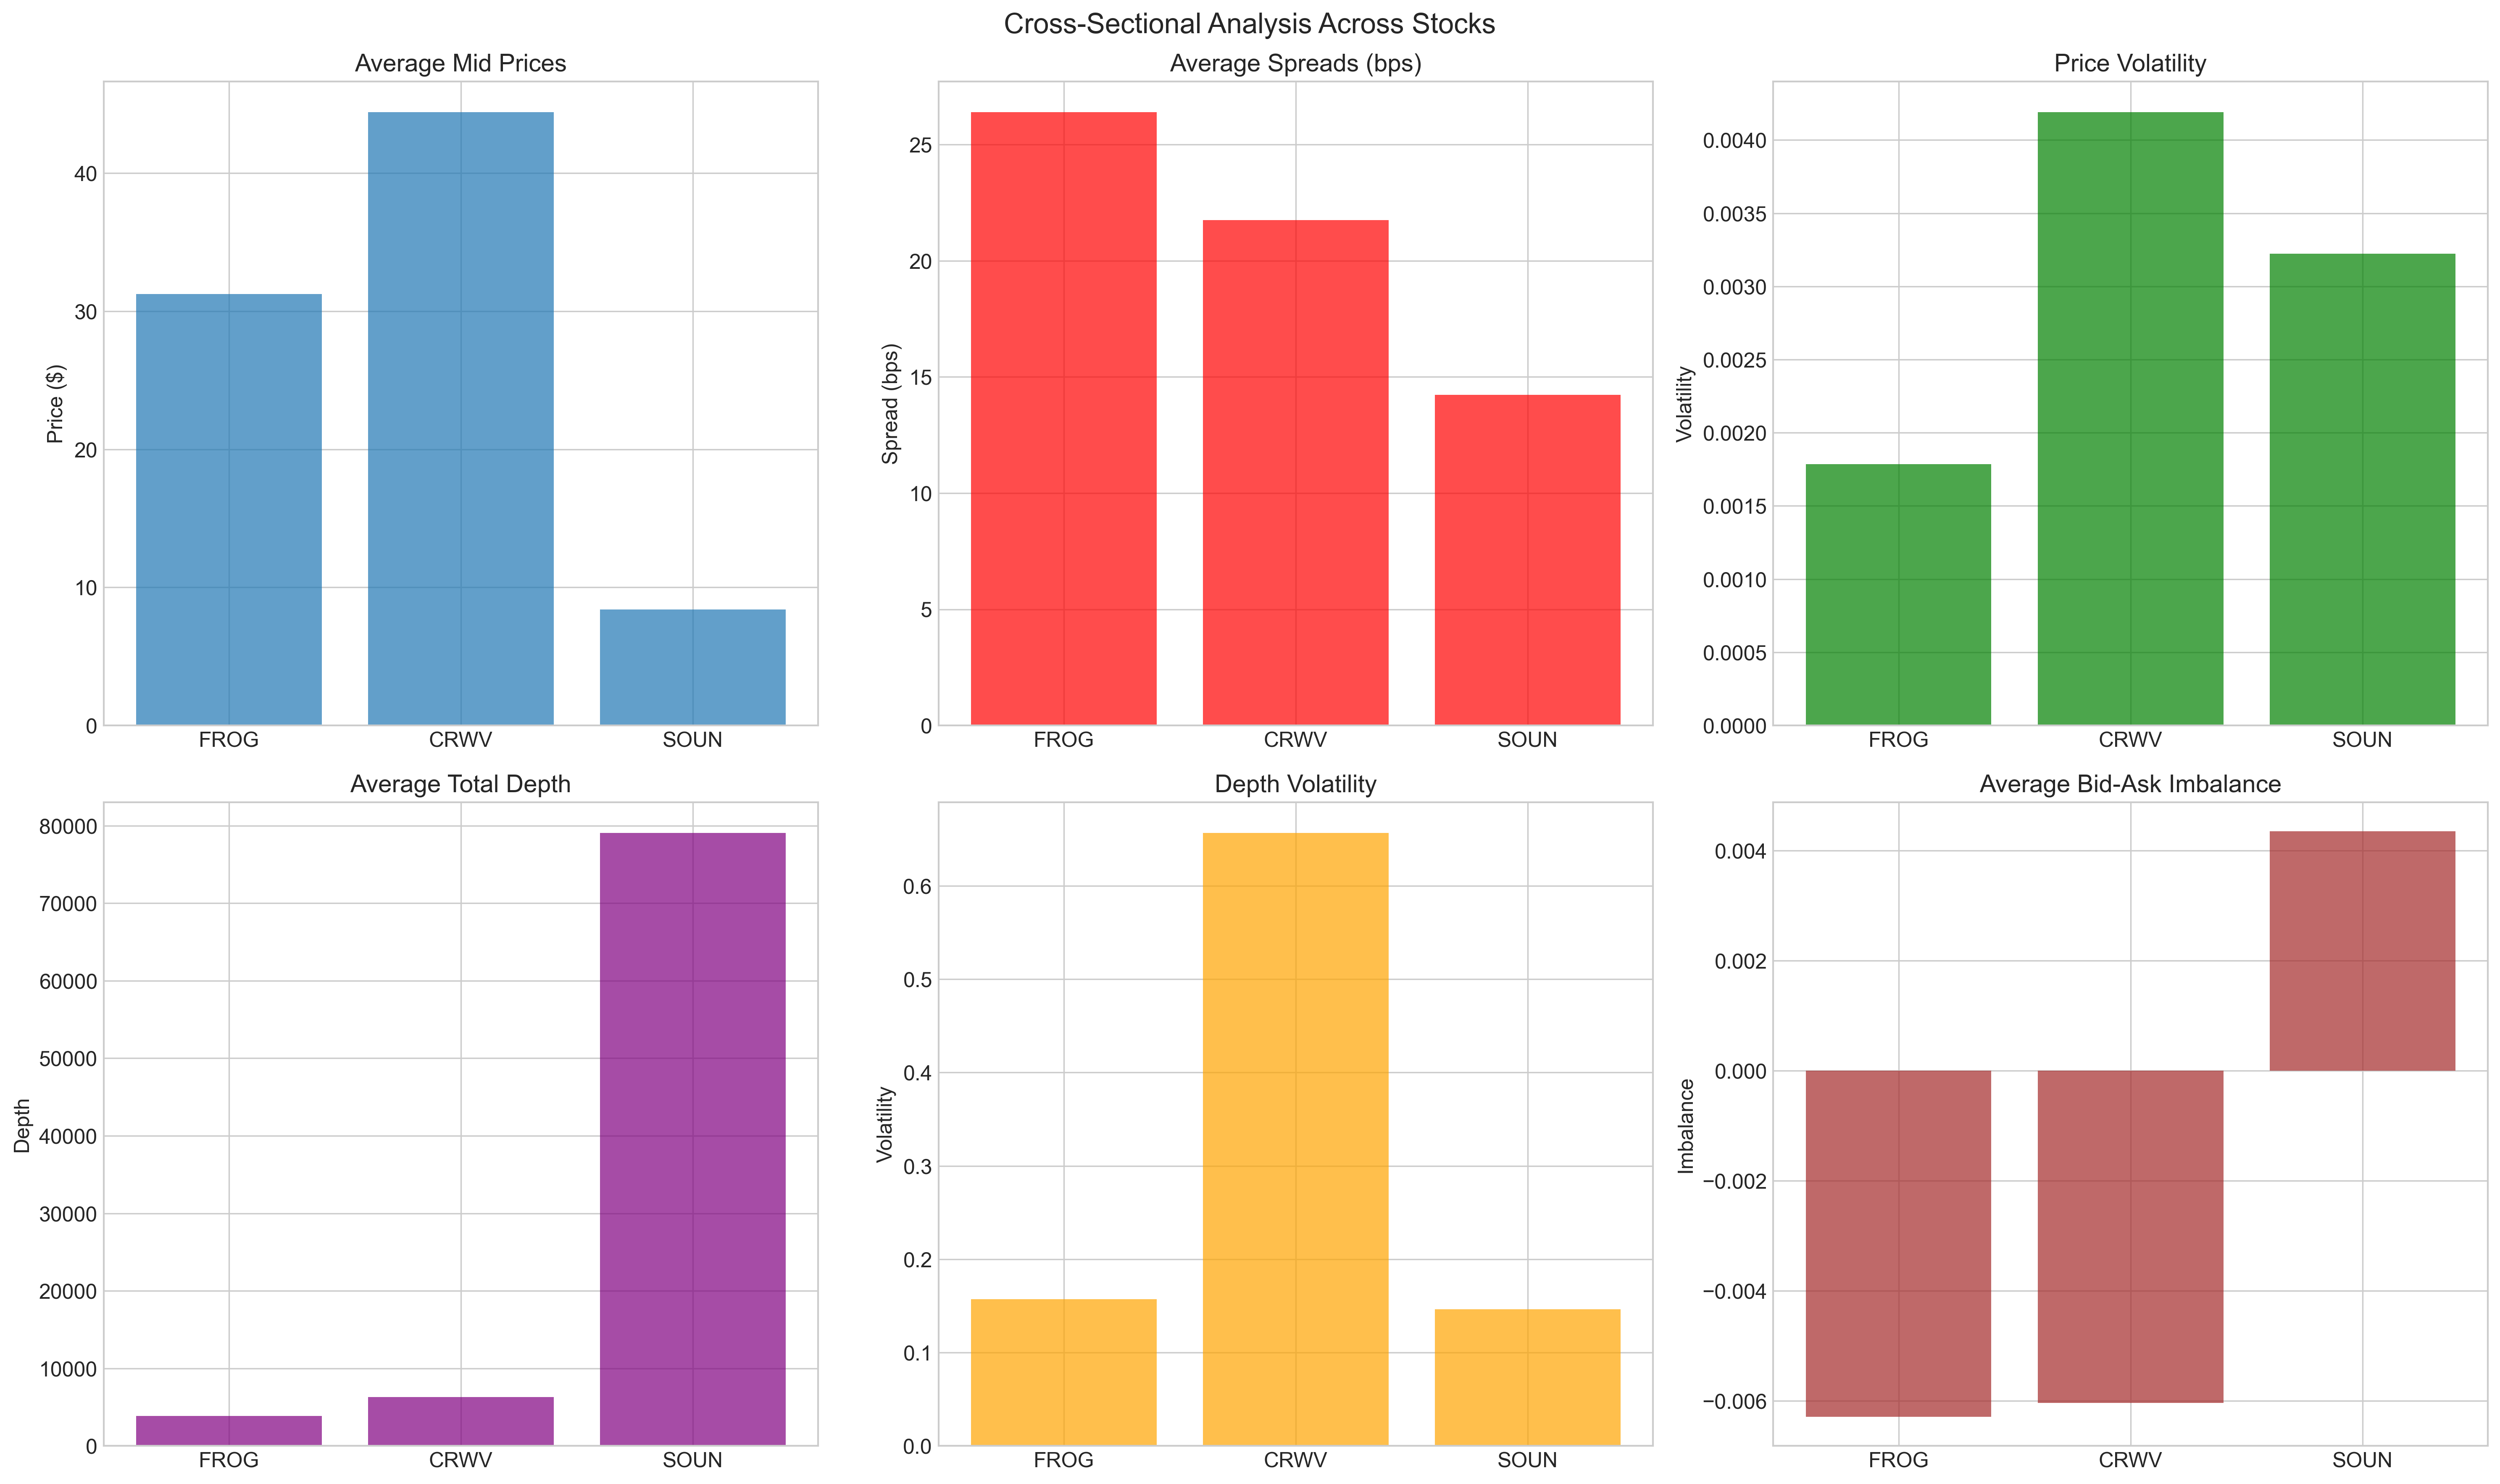 Cross-Sectional Analysis Across Stocks
Average Mid Prices
Price ($)
40
30
20
10
0
FROG CRWV SOUN
Average Spreads (bps)
Spread (bps)
25
20
15
10
5
0
FROG CRWV SOUN
Price Volatility
Volatility
0.0040
0.0035
0.0030
0.0025
0.0020
0.0015
0.0010
0.0005
0.0000
FROG CRWV SOUN
Average Total Depth
Depth
80000
70000
60000
50000
40000
30000
20000
10000
0
FROG CRWV SOUN
Depth Volatility
Volatility
0.6
0.5
0.4
0.3
0.2
0.1
0.0
FROG CRWV SOUN
Average Bid-Ask Imbalance
Imbalance
0.004
0.002
0.000
−0.002
−0.004
−0.006
FROG CRWV SOUN